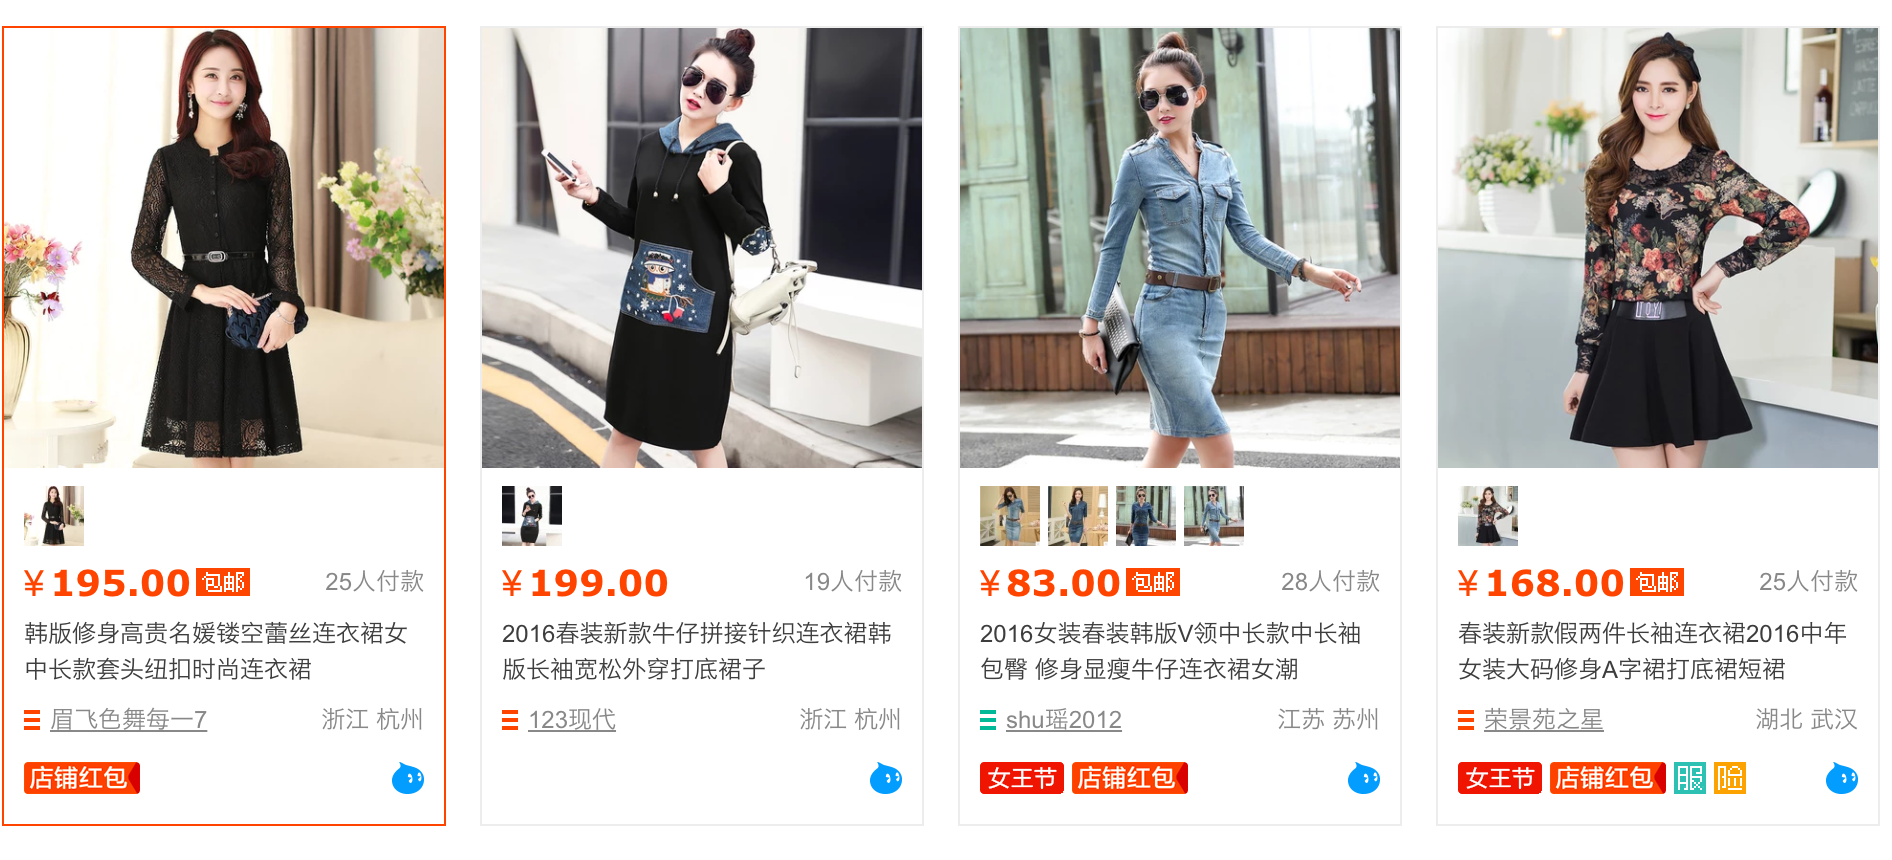 ¥195.00 包邮 25人付款
韩版修身高贵名媛镂空蕾丝连衣裙女
中长款套头纽扣时尚连衣裙
眉飞色舞每一7 浙江 杭州
店铺红包
¥199.00 19人付款
2016春装新款牛仔拼接针织连衣裙韩
版长袖宽松外穿打底裙子
123现代 浙江 杭州
¥83.00 包邮 28人付款
2016女装春装韩版V领中长款中长袖
包臀 修身显瘦牛仔连衣裙女潮
shu瑶2012 江苏 苏州
女王节 店铺红包
¥168.00 包邮 25人付款
春装新款假两件长袖连衣裙2016中年
女装大码修身A字裙打底裙短裙
荣景苑之星 湖北 武汉
女王节 店铺红包 服 险